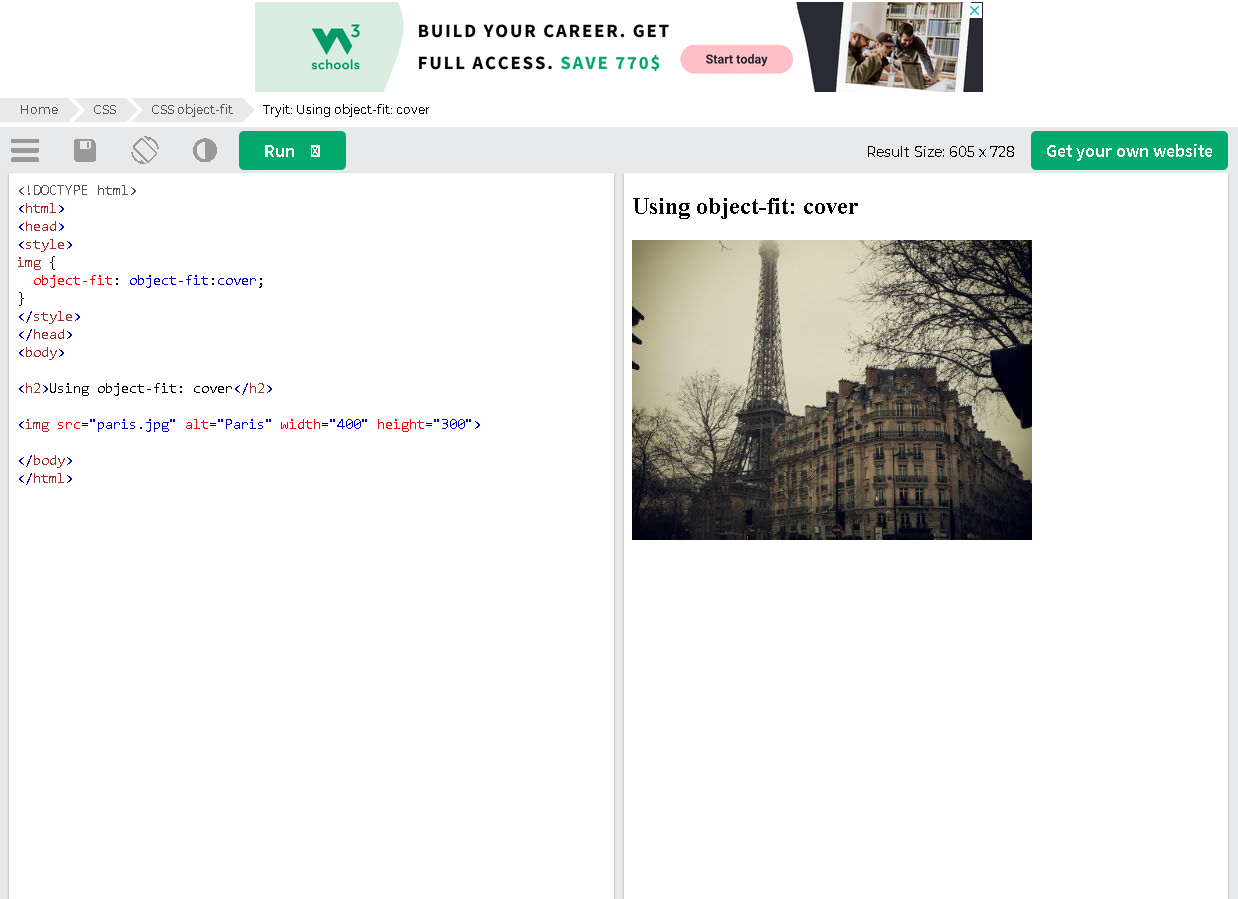 W3
schools
BUILD YOUR CAREER. GET
FULL ACCESS. SAVE 770$
Start today
Home
CSS
CSS object-fit
Tryit: Using object-fit: cover
Run
Result Size: 605 x 728
Get your own website
<!DOCTYPE html>
<html>
<head>
<style>
img {
  object-fit: object-fit:cover;
}
</style>
</head>
<body>
<h2>Using object-fit: cover</h2>
<img src="paris.jpg" alt="Paris" width="400" height="300">
</body>
</html>
Using object-fit: cover